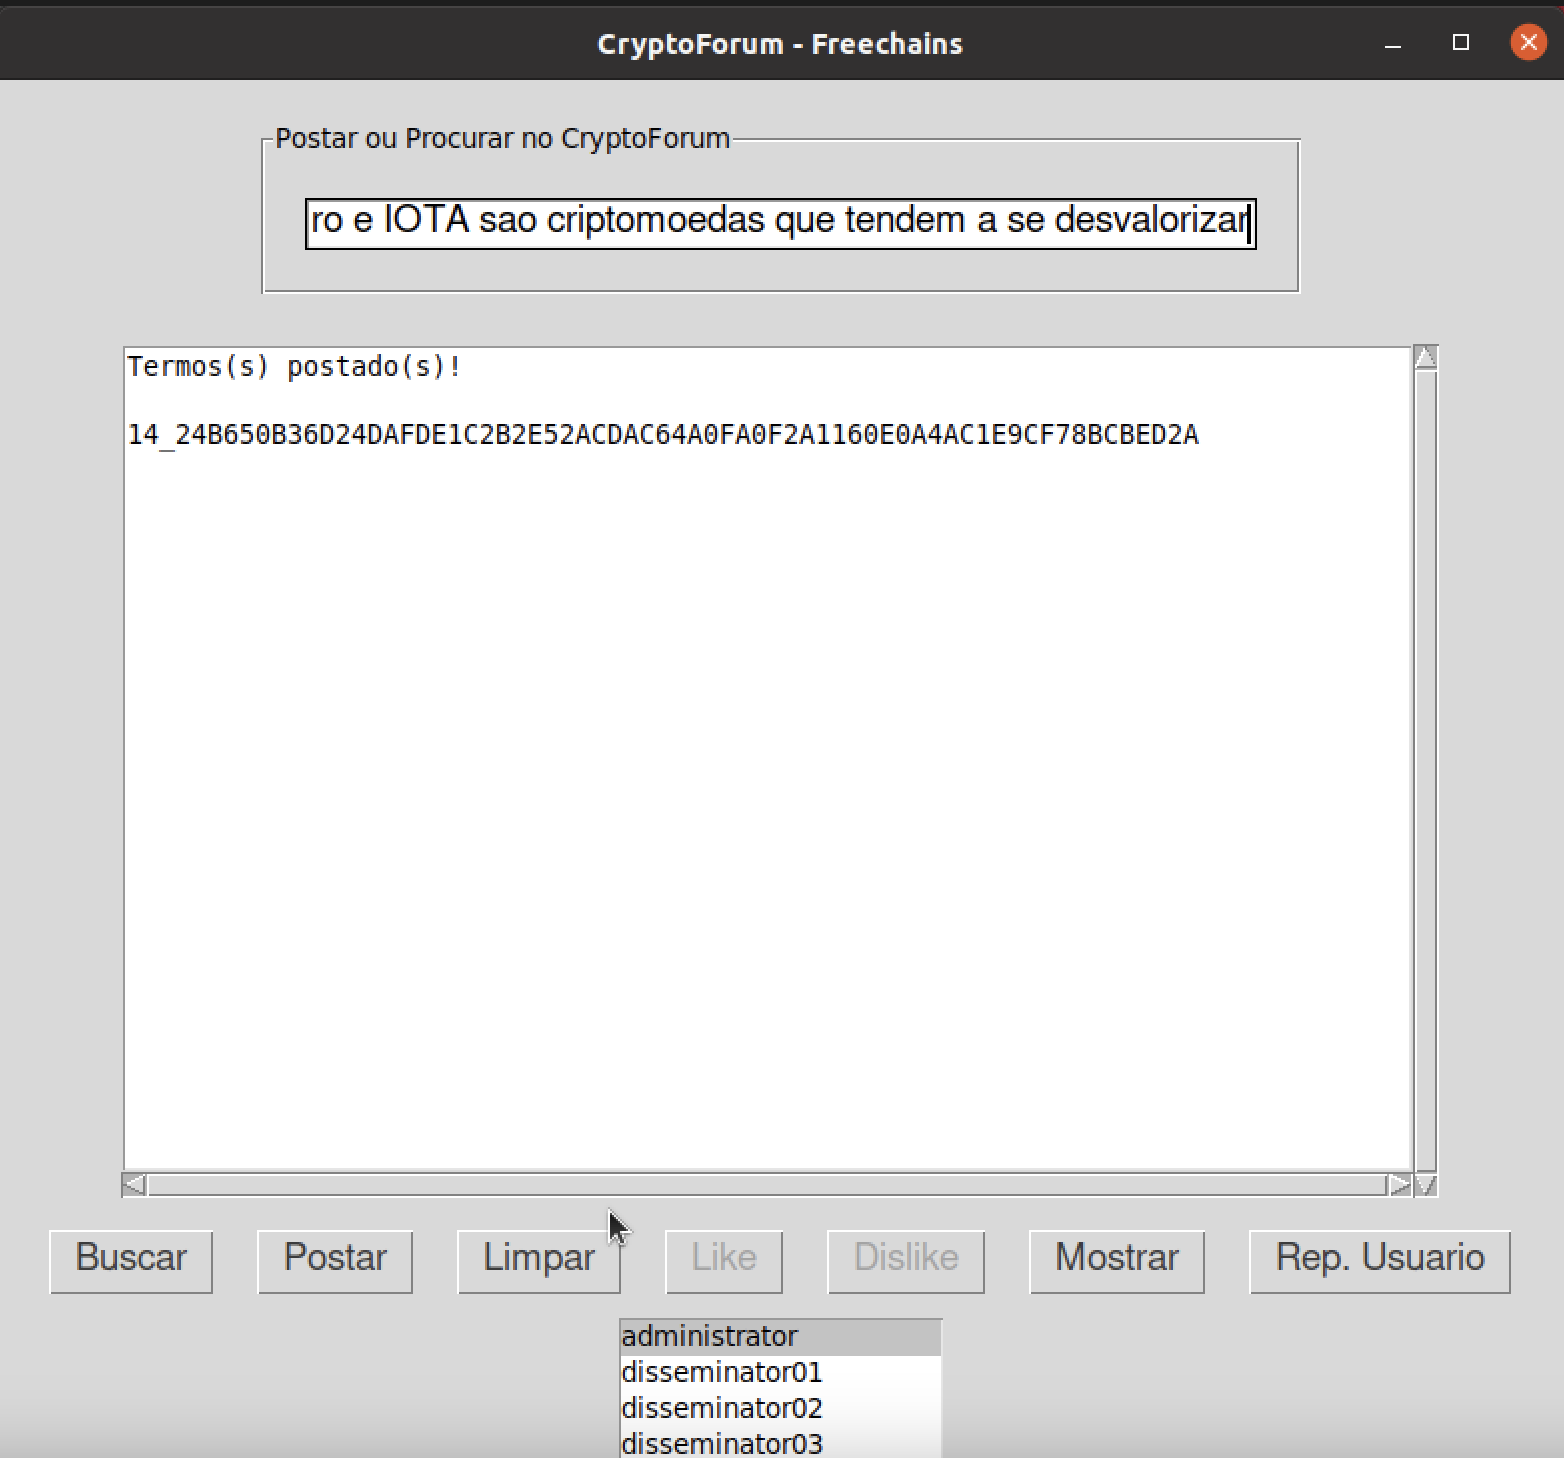 CryptoForum - Freechains
Postar ou Procurar no CryptoForum
ro e IOTA sao criptomoedas que tendem a se desvalorizar
Termos(s) postado(s)!
14_24B650B36D24DAFDE1C2B2E52ACDAC64A0FA0F2A1160E0A4AC1E9CF78BCBED2A
Buscar Postar Limpar Like Dislike Mostrar Rep. Usuario
administrator
disseminator01
disseminator02
disseminator03